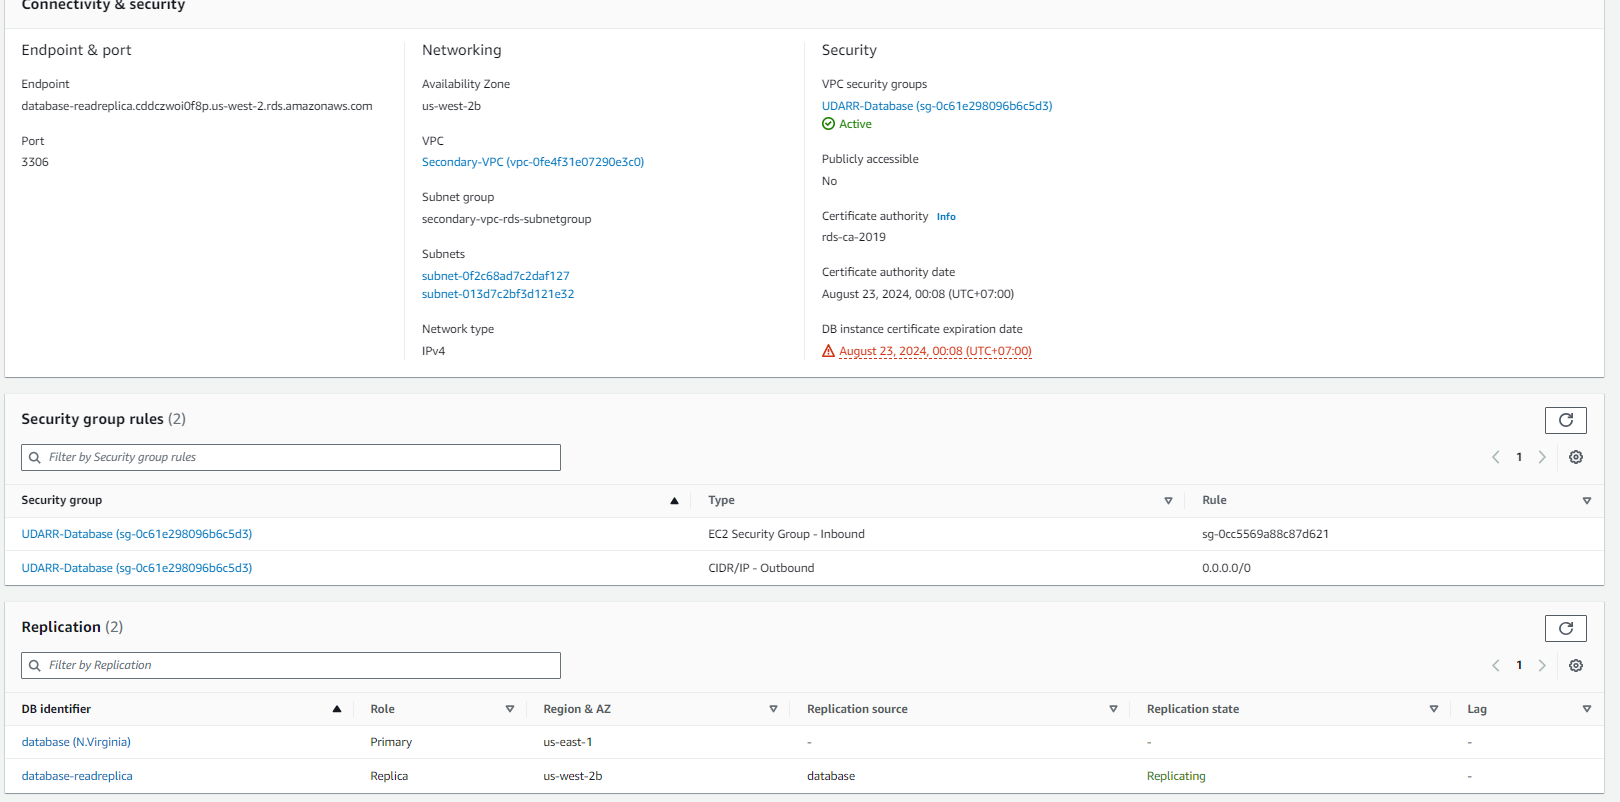 Connectivity & security
Endpoint & port
Endpoint
database-readreplica.cddczwoi0f8p.us-west-2.rds.amazonaws.com
Port
3306
Networking
Availability Zone
us-west-2b
VPC
Secondary-VPC (vpc-0fe4f31e07290e3c0)
Subnet group
secondary-vpc-rds-subnetgroup
Subnets
subnet-0f2c68ad7c2daf127
subnet-013d7c2bf3d121e32
Network type
IPv4
Security
VPC security groups
UDARR-Database (sg-0c61e298096b6c5d3)
Active
Publicly accessible
No
Certificate authority Info
rds-ca-2019
Certificate authority date
August 23, 2024, 00:08 (UTC+07:00)
DB instance certificate expiration date
August 23, 2024, 00:08 (UTC+07:00)
Security group rules (2)
Filter by Security group rules
1
Security group Type Rule
UDARR-Database (sg-0c61e298096b6c5d3) EC2 Security Group - Inbound sg-0cc5569a88c87d621
UDARR-Database (sg-0c61e298096b6c5d3) CIDR/IP - Outbound 0.0.0.0/0
Replication (2)
Filter by Replication
1
DB identifier Role Region & AZ Replication source Replication state Lag
database (N.Virginia) Primary us-east-1 - - -
database-readreplica Replica us-west-2b database Replicating -